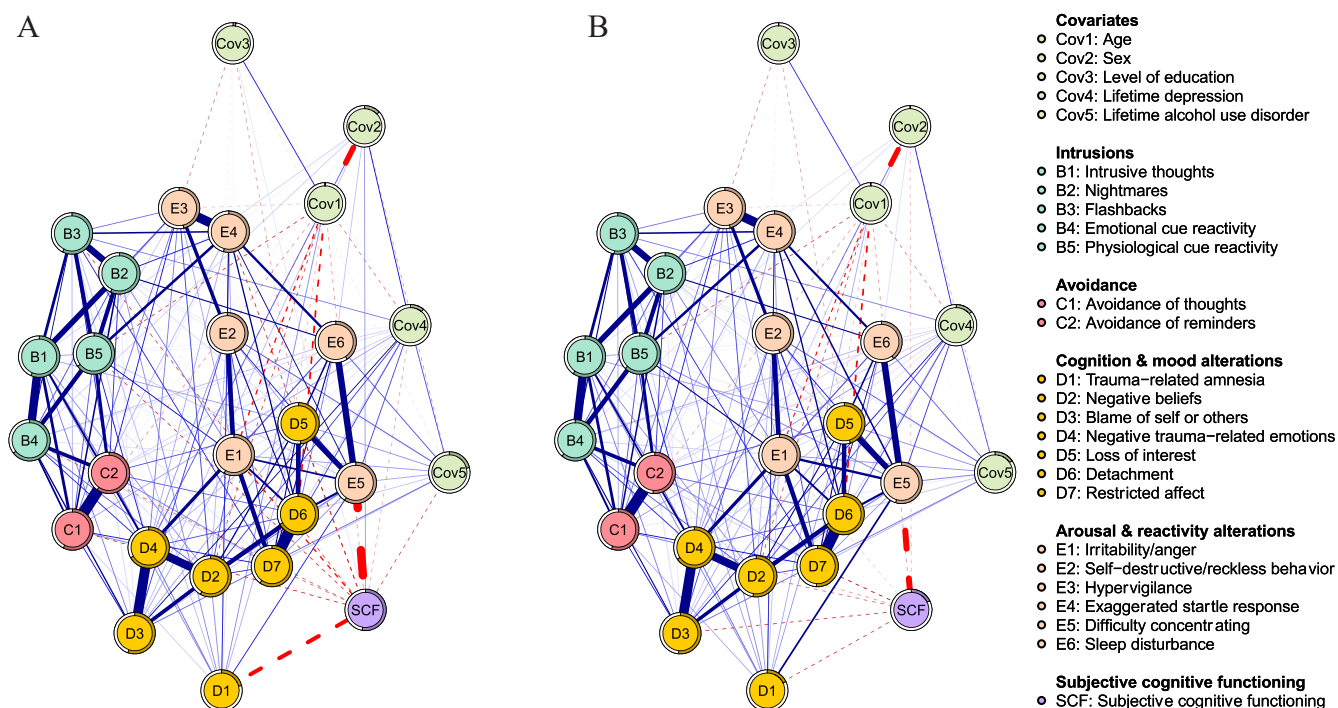 A
B
Cov3
Cov2
Cov1
E3
E4
B3
B2
E2
E6
Cov4
B1
B5
D5
B4
E1
C2
E5
Cov5
C1
D6
D4
D7
D2
SCF
D3
D1
Cov3
Cov2
Cov1
E3
E4
B3
B2
E2
E6
Cov4
B1
B5
D5
B4
E1
C2
E5
Cov5
C1
D6
D4
D7
D2
SCF
D3
D1
Covariates
Cov1: Age
Cov2: Sex
Cov3: Level of education
Cov4: Lifetime depression
Cov5: Lifetime alcohol use disorder
Intrusions
B1: Intrusive thoughts
B2: Nightmares
B3: Flashbacks
B4: Emotional cue reactivity
B5: Physiological cue reactivity
Avoidance
C1: Avoidance of thoughts
C2: Avoidance of reminders
Cognition & mood alterations
D1: Trauma−related amnesia
D2: Negative beliefs
D3: Blame of self or others
D4: Negative trauma−related emotions
D5: Loss of interest
D6: Detachment
D7: Restricted affect
Arousal & reactivity alterations
E1: Irritability/anger
E2: Self−destructive/reckless behavior
E3: Hypervigilance
E4: Exaggerated startle response
E5: Difficulty concentrating
E6: Sleep disturbance
Subjective cognitive functioning
SCF: Subjective cognitive functioning